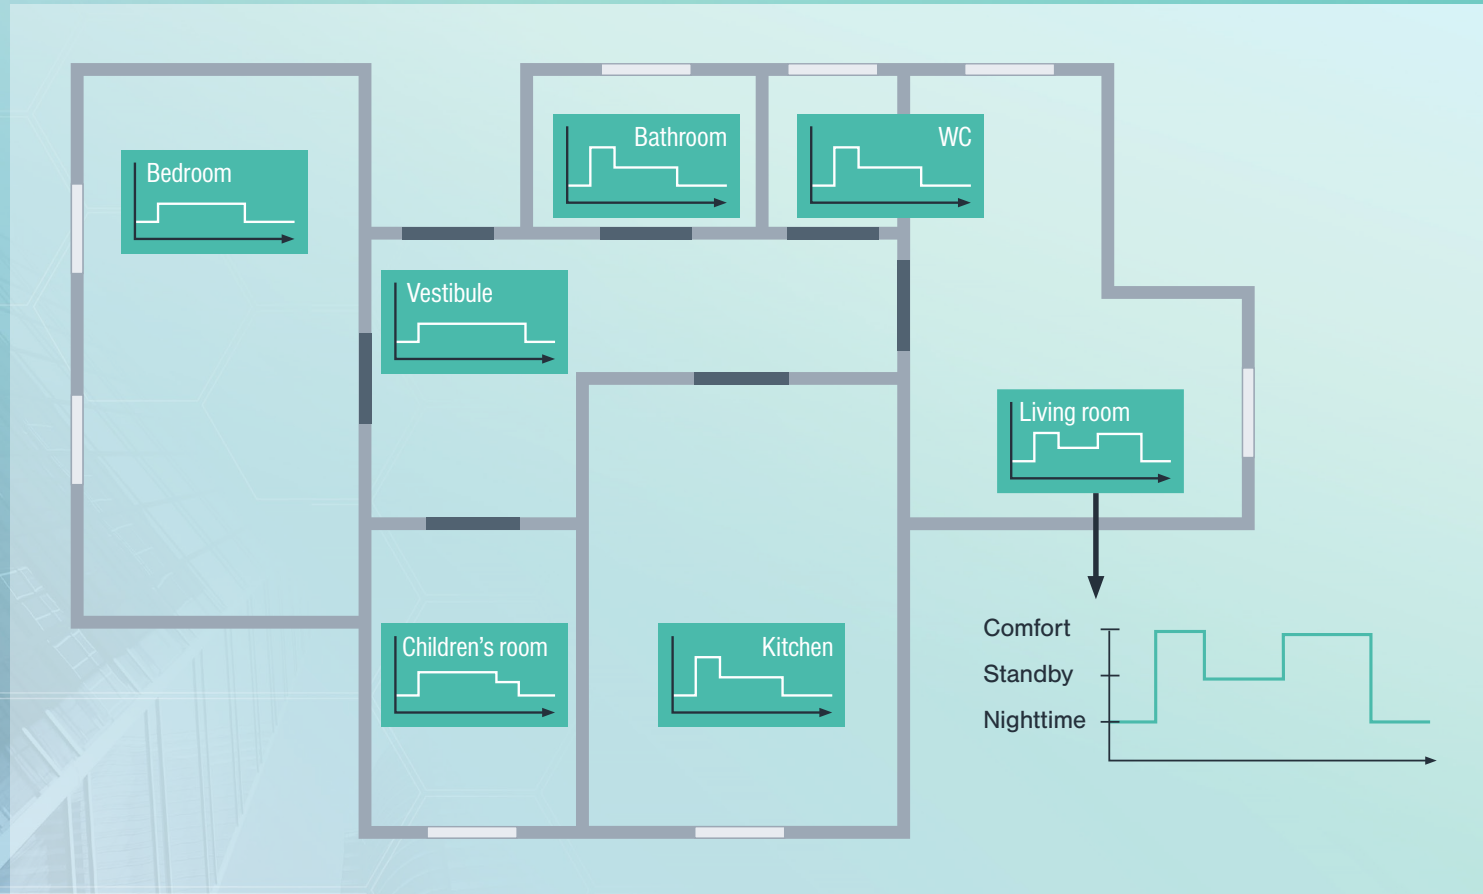 Bathroom
WC
Bedroom
Vestibule
Living room
Children's room
Kitchen
Comfort
Standby
Nighttime